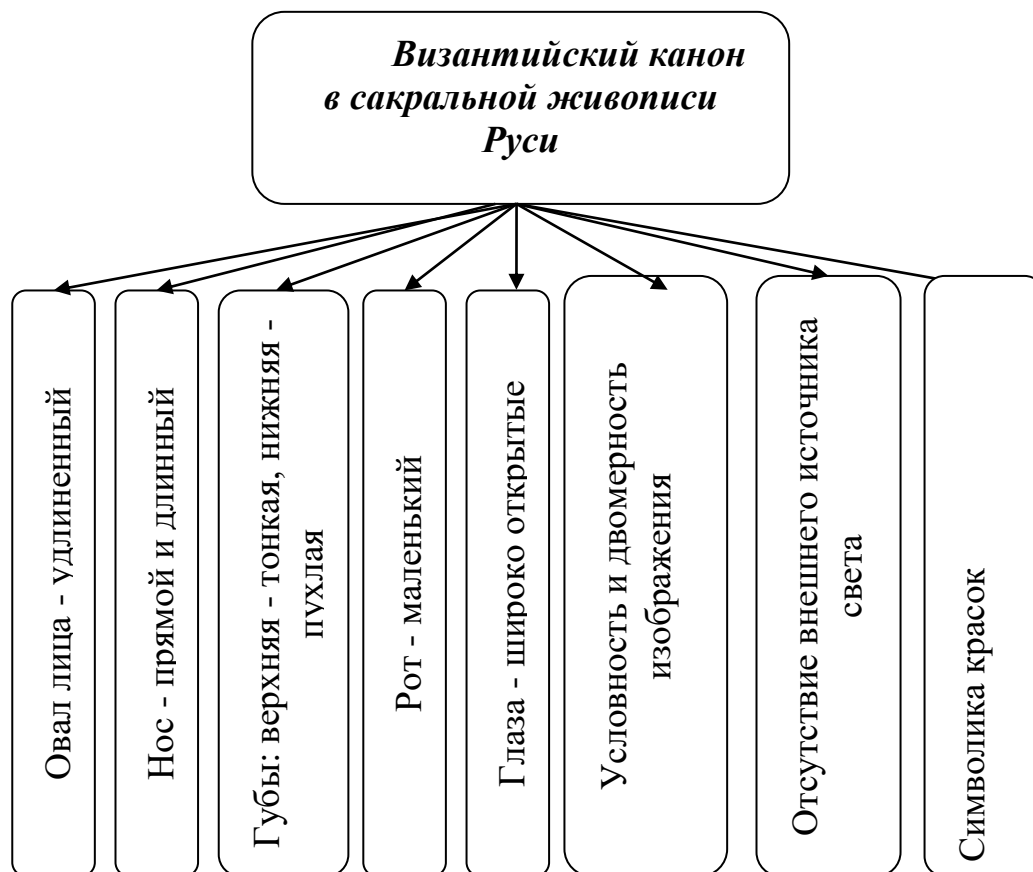 Византийский канон
в сакральной живописи
Руси
Овал лица - удлиненный
Нос - прямой и длинный
Губы: верхняя - тонкая, нижняя -
пухлая
Рот - маленький
Глаза - широко открытые
Условность и двомерность
изображения
Отсутствие внешнего источника
света
Символика красок